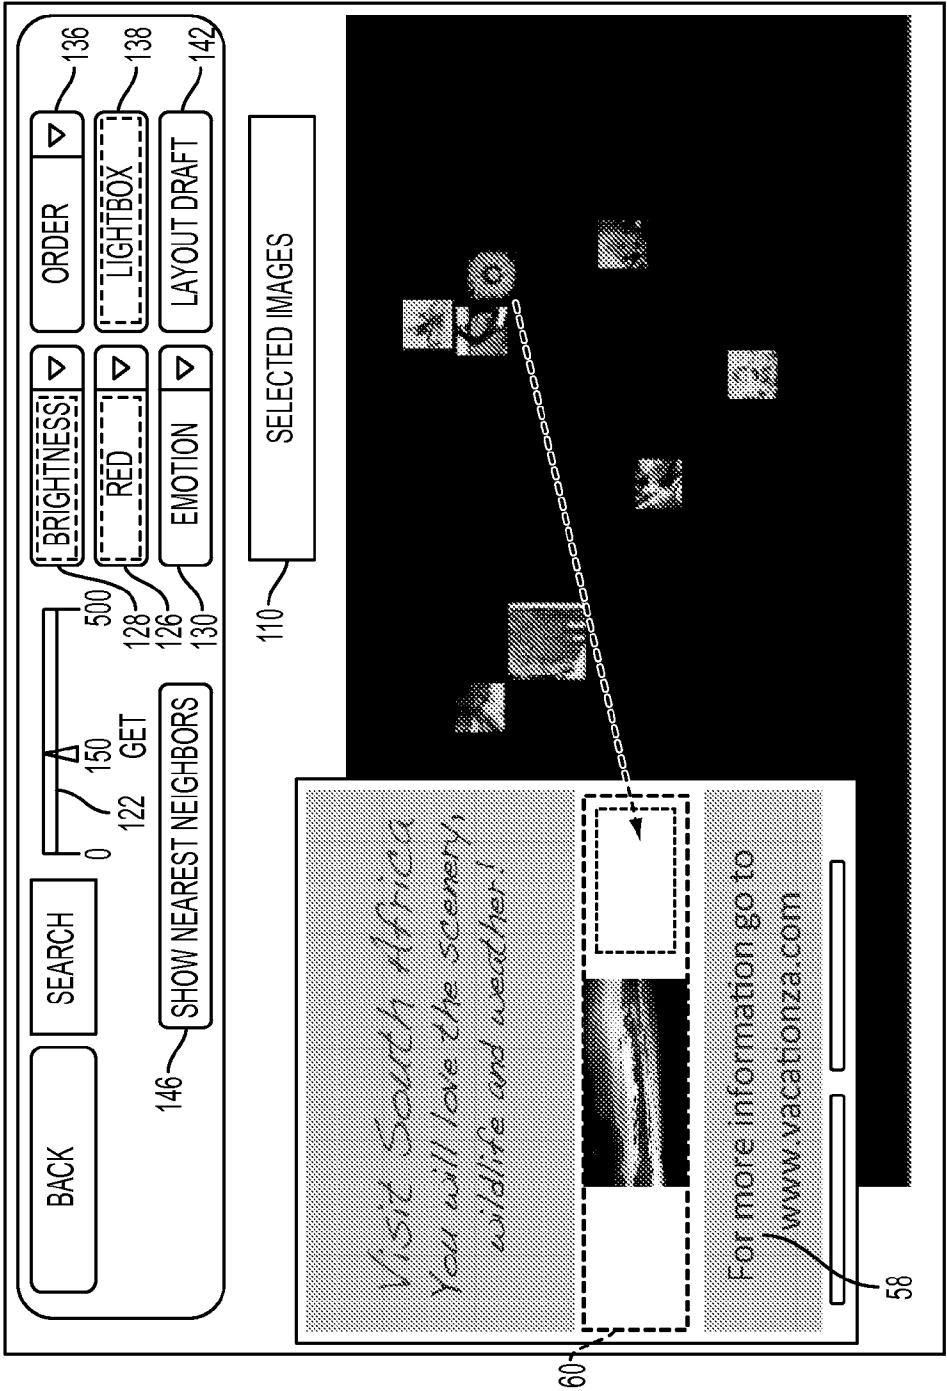 BACK
SEARCH
0
150
500
122
GET
SHOW NEAREST NEIGHBORS
146
BRIGHTNESS
RED
EMOTION
128
126
130
ORDER
LIGHTBOX
LAYOUT DRAFT
136
138
142
110
SELECTED IMAGES
Visit South Africa
You will love the scenery,
wildlife and weather!
60
For more information go to
www.vacationza.com
58